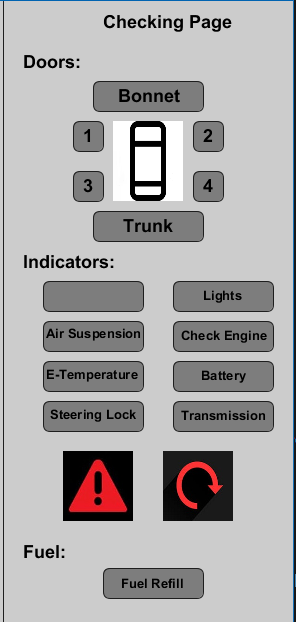 Checking Page
Doors:
Bonnet
1 2
3 4
Trunk
Indicators:
Lights
Air Suspension Check Engine
E-Temperature Battery
Steering Lock Transmission
Fuel:
Fuel Refill